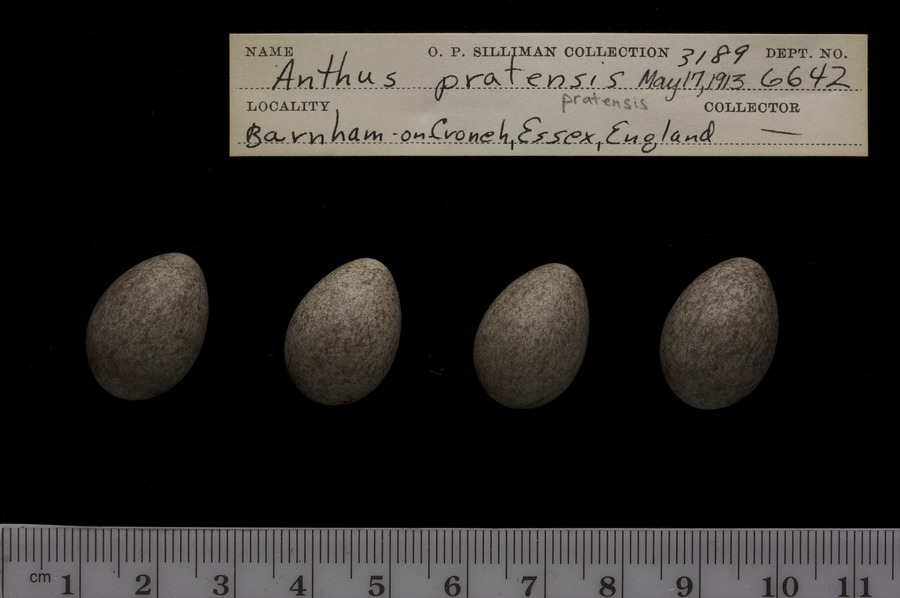 NAME O. P. SILLIMAN COLLECTION 3189 DEPT. NO.
Anthus pratensis May 17, 1913 6642
pratensis
LOCALITY COLLECTOR
Barnham-on Croneh, Essex, England —
cm 1 2 3 4 5 6 7 8 9 10 11